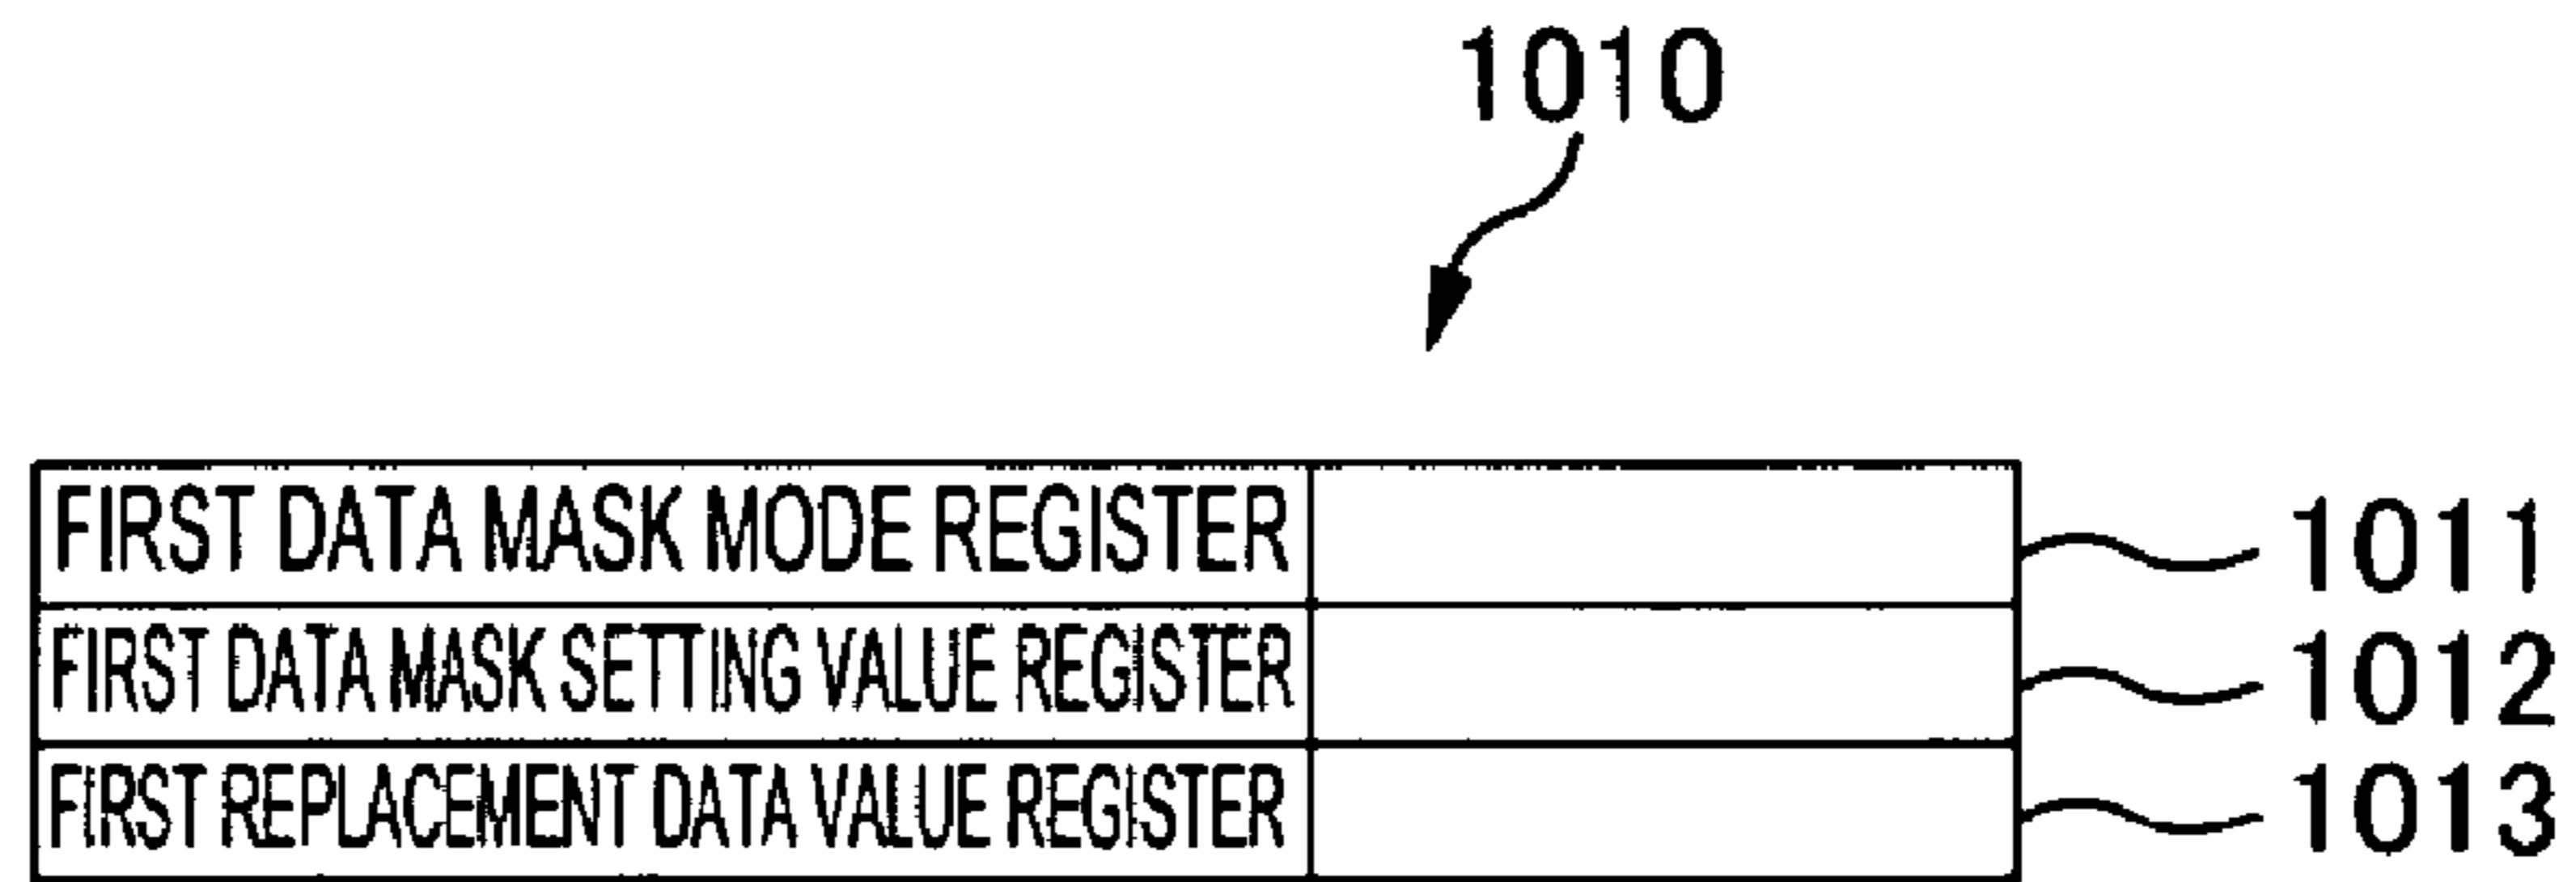 1010
FIRST DATA MASK MODE REGISTER 1011
FIRST DATA MASK SETTING VALUE REGISTER 1012
FIRST REPLACEMENT DATA VALUE REGISTER 1013